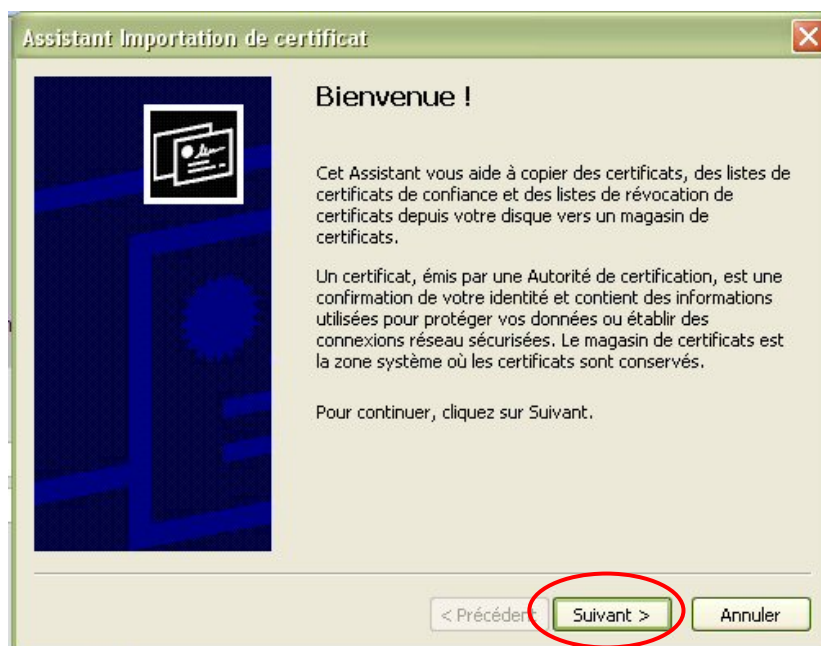 Assistant Importation de certificat
Bienvenue !
Cet Assistant vous aide à copier des certificats, des listes de
certificats de confiance et des listes de révocation de
certificats depuis votre disque vers un magasin de
certificats.
Un certificat, émis par une Autorité de certification, est une
confirmation de votre identité et contient des informations
utilisées pour protéger vos données ou établir des
connexions réseau sécurisées. Le magasin de certificats est
la zone système où les certificats sont conservés.
Pour continuer, cliquez sur Suivant.
< Précédent
Suivant >
Annuler